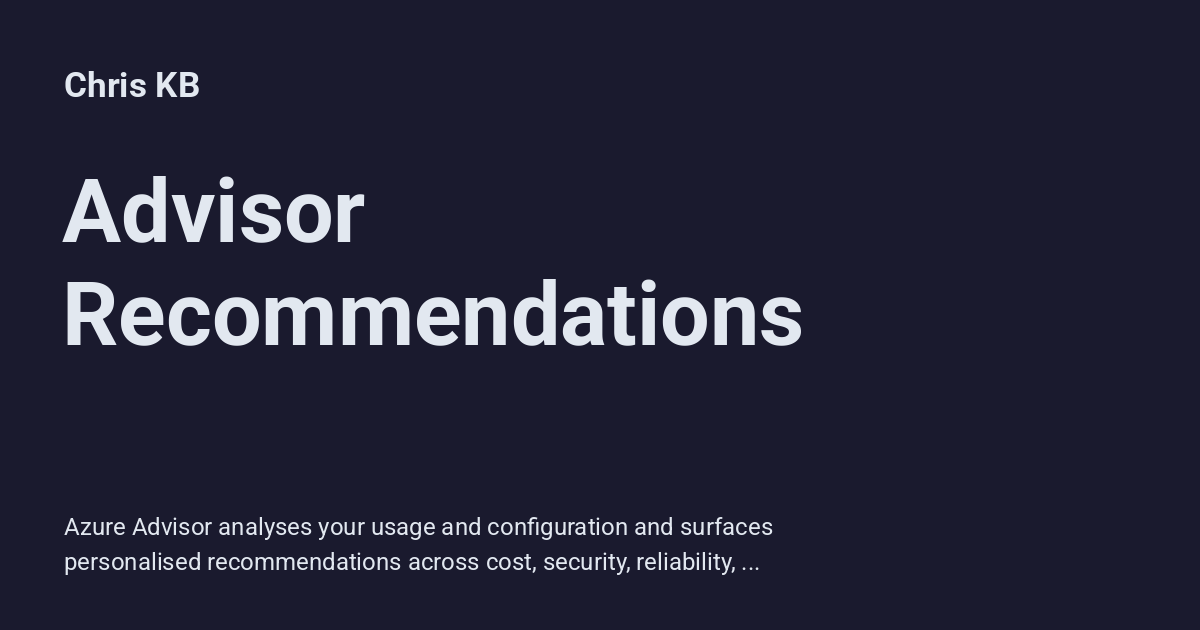 Chris KB
Advisor
Recommendations
Azure Advisor analyses your usage and configuration and surfaces
personalised recommendations across cost, security, reliability, ...